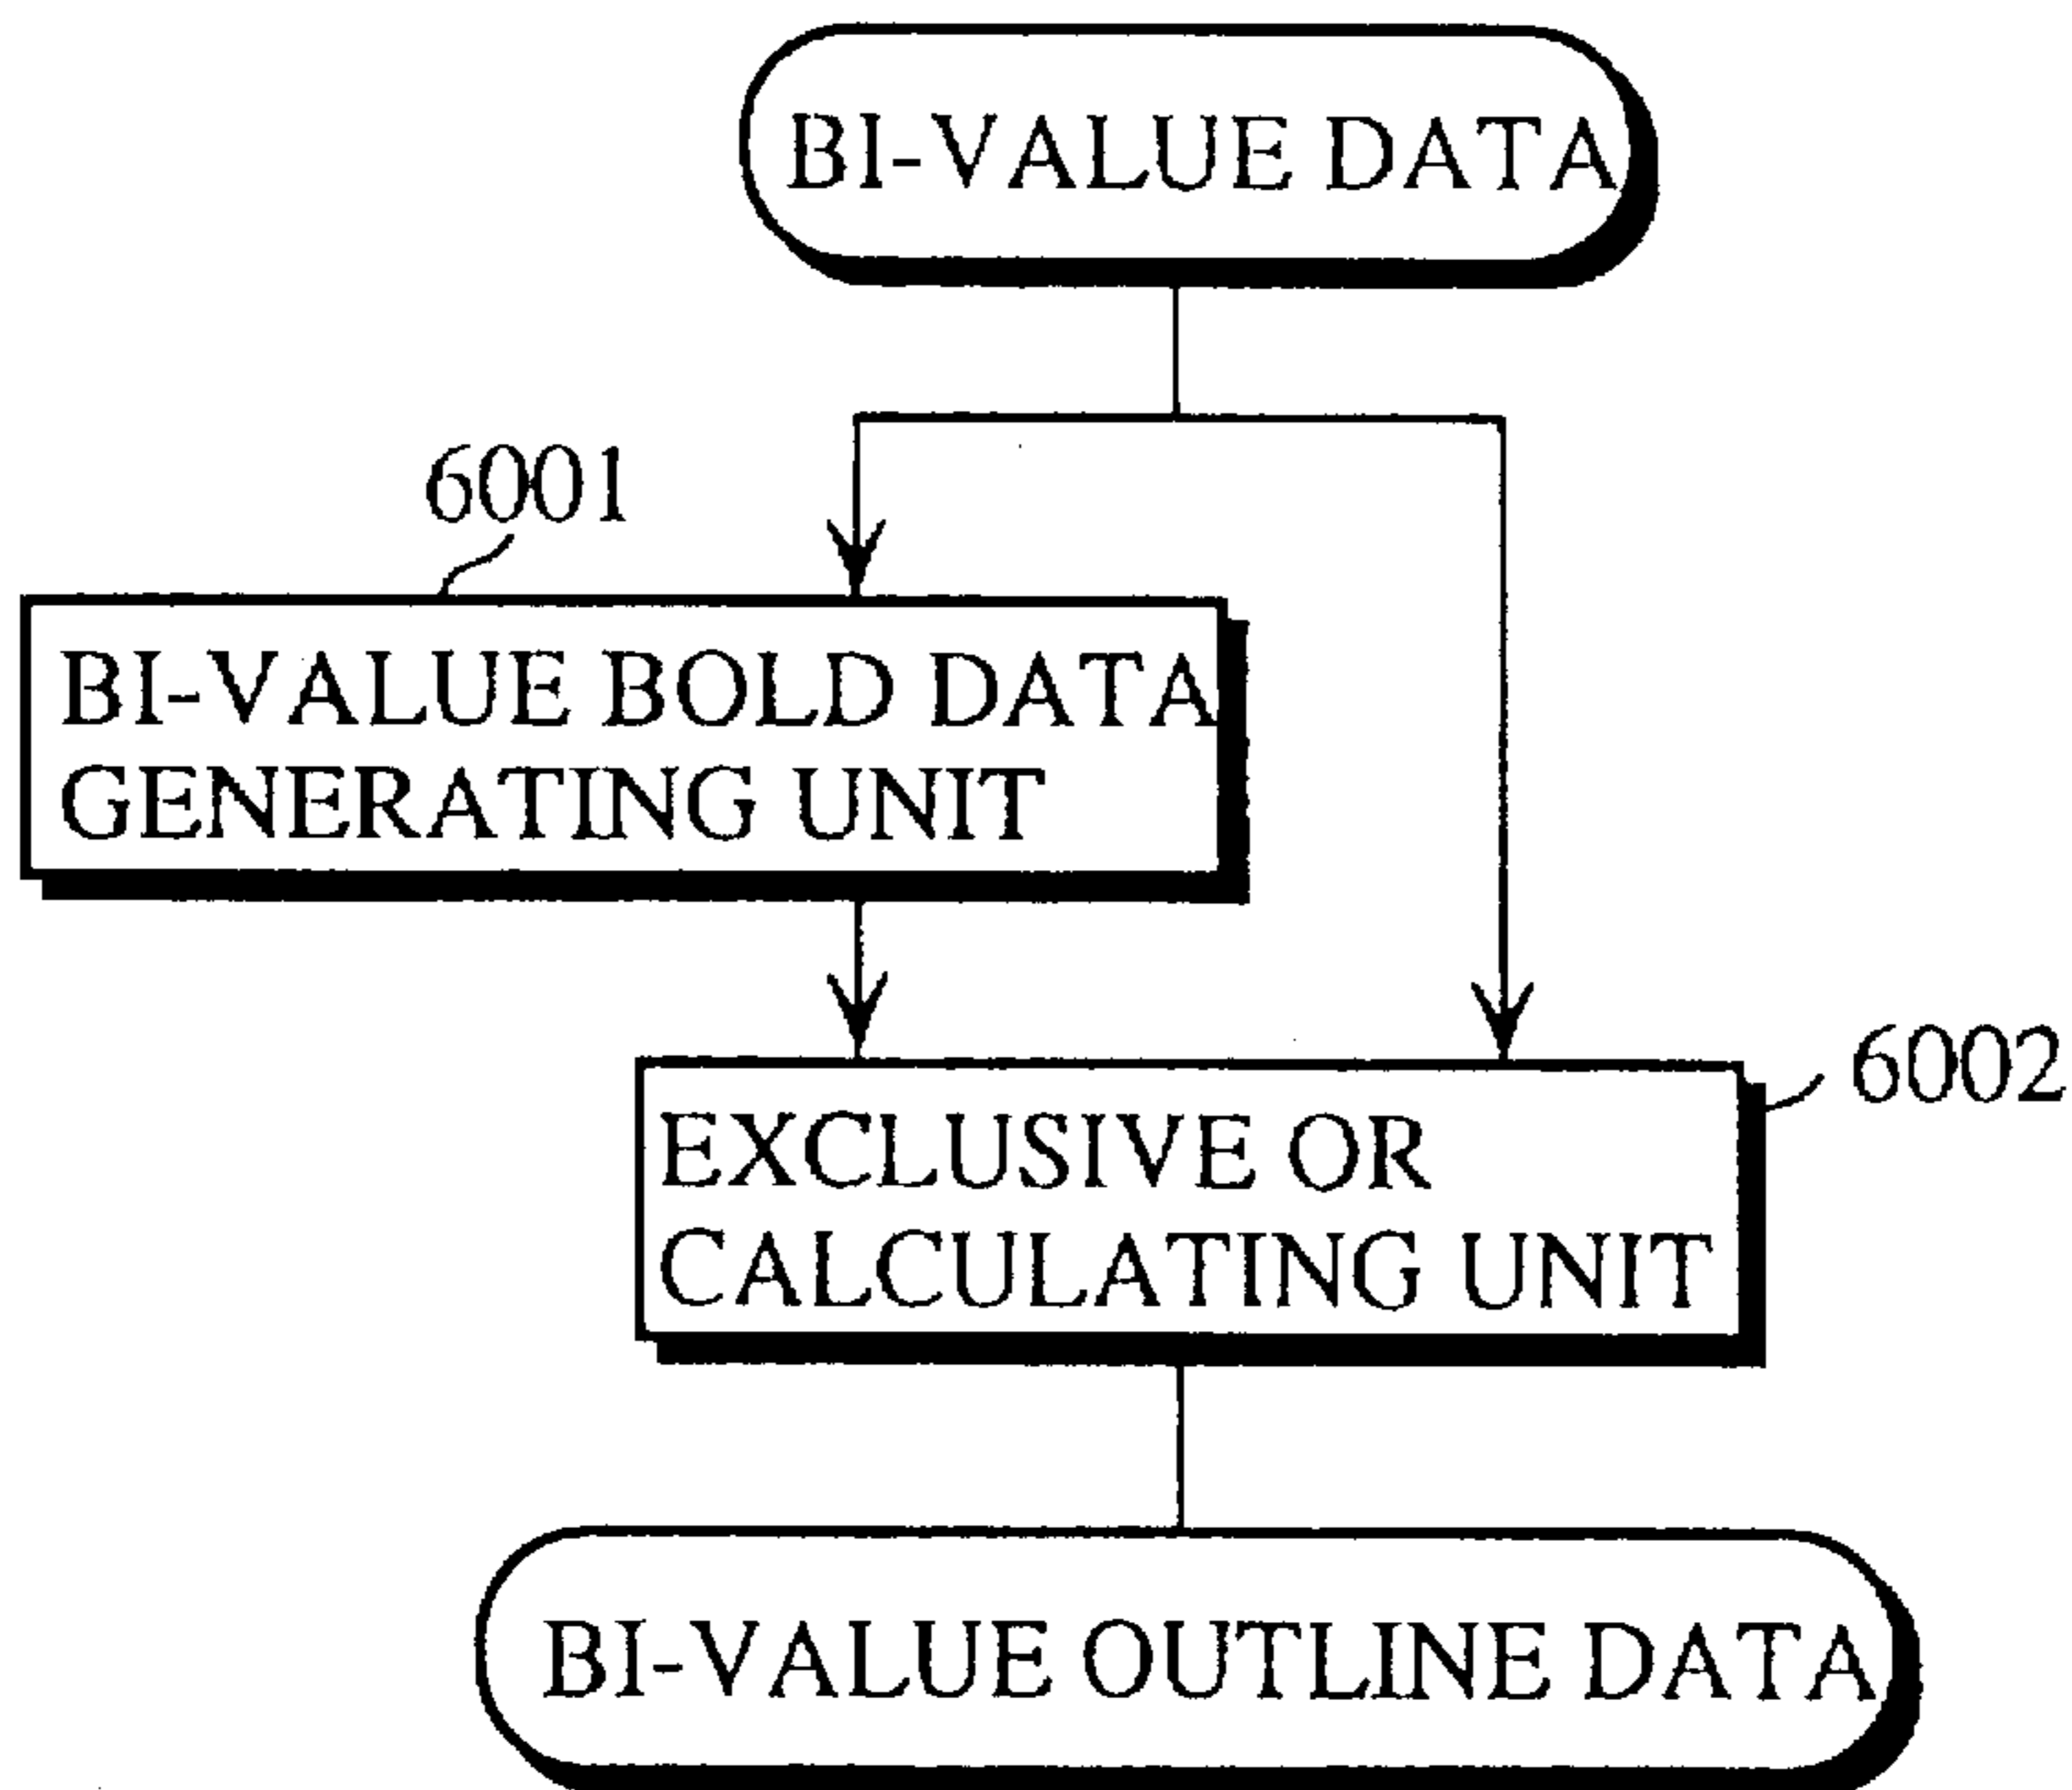 BI-VALUE DATA
6001
BI-VALUE BOLD DATA
GENERATING UNIT
6002
EXCLUSIVE OR
CALCULATING UNIT
BI-VALUE OUTLINE DATA